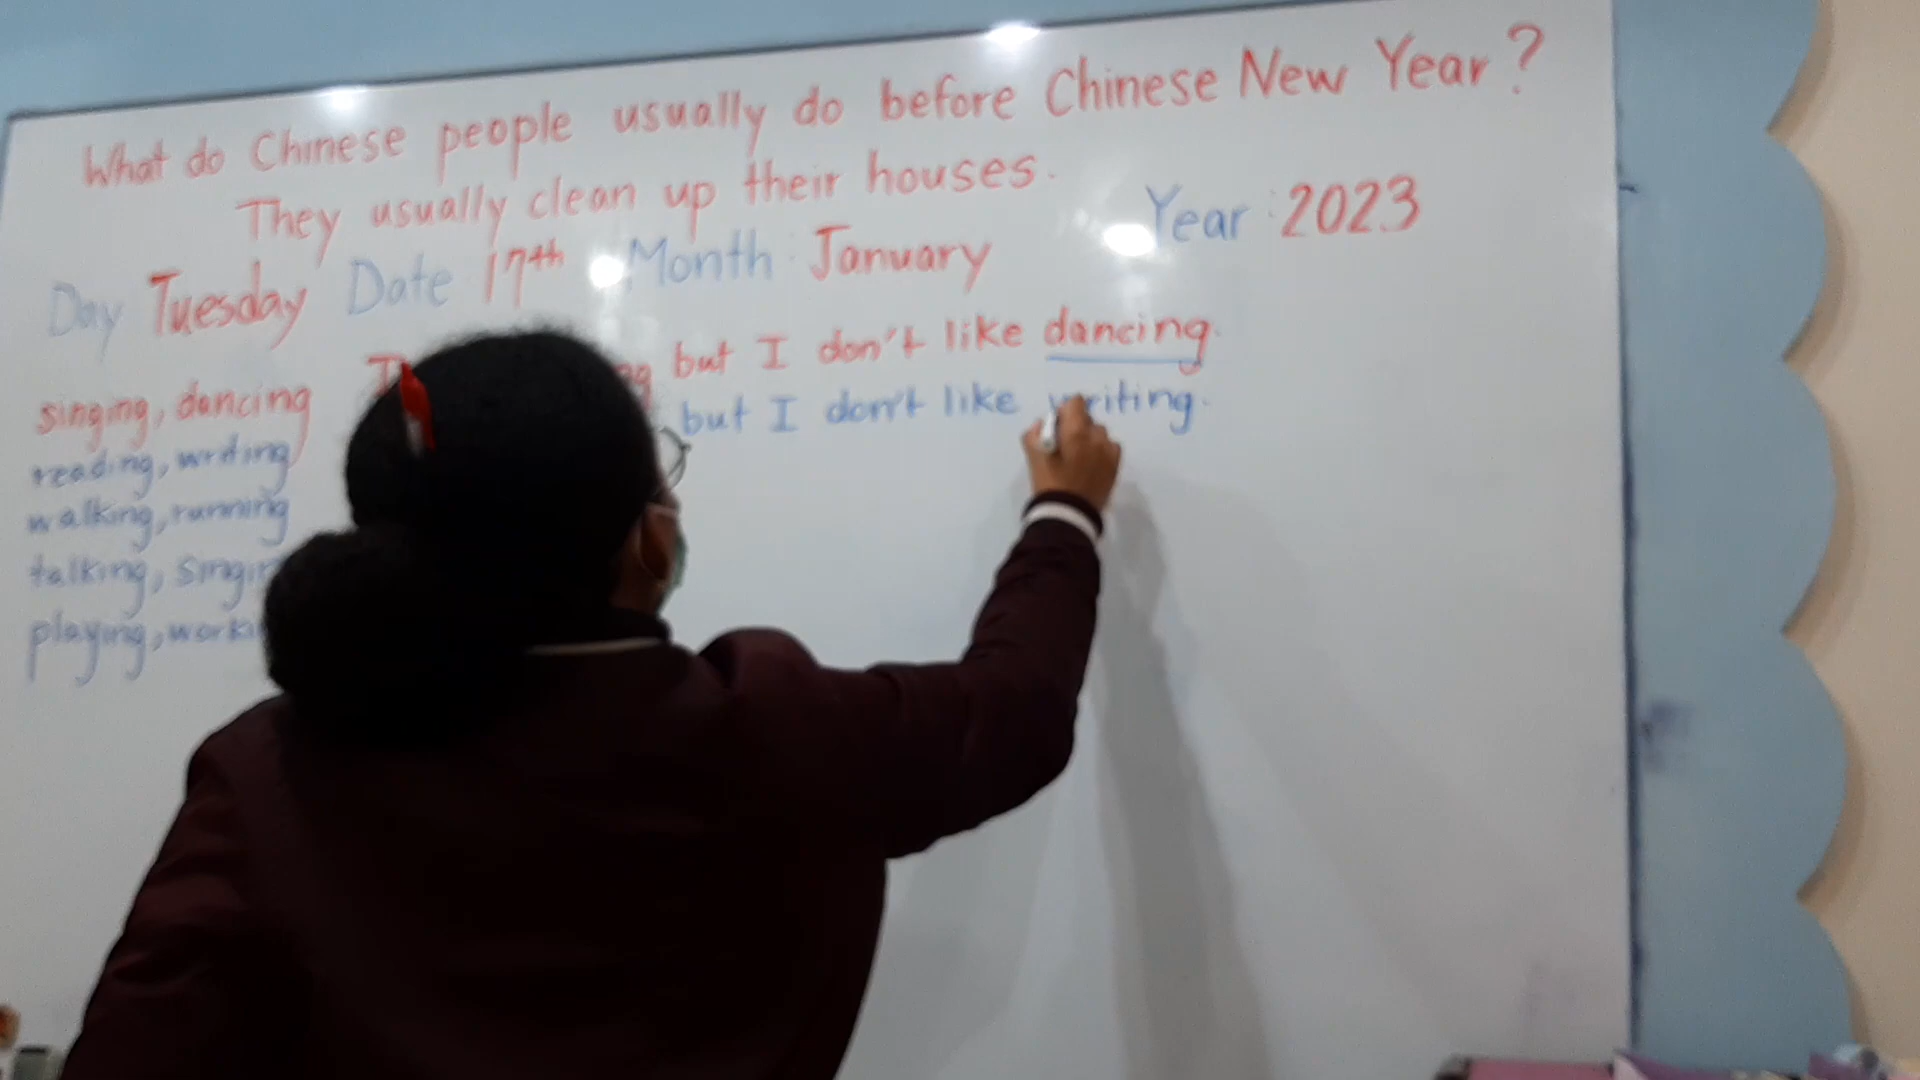 What do Chinese people usually do before Chinese New Year?
They usually clean up their houses.
Day Tuesday Date 17th Month: January Year: 2023
but I don't like dancing.
but I don't like writing.
singing, dancing
reading, writing
walking, running
talking,
playing,